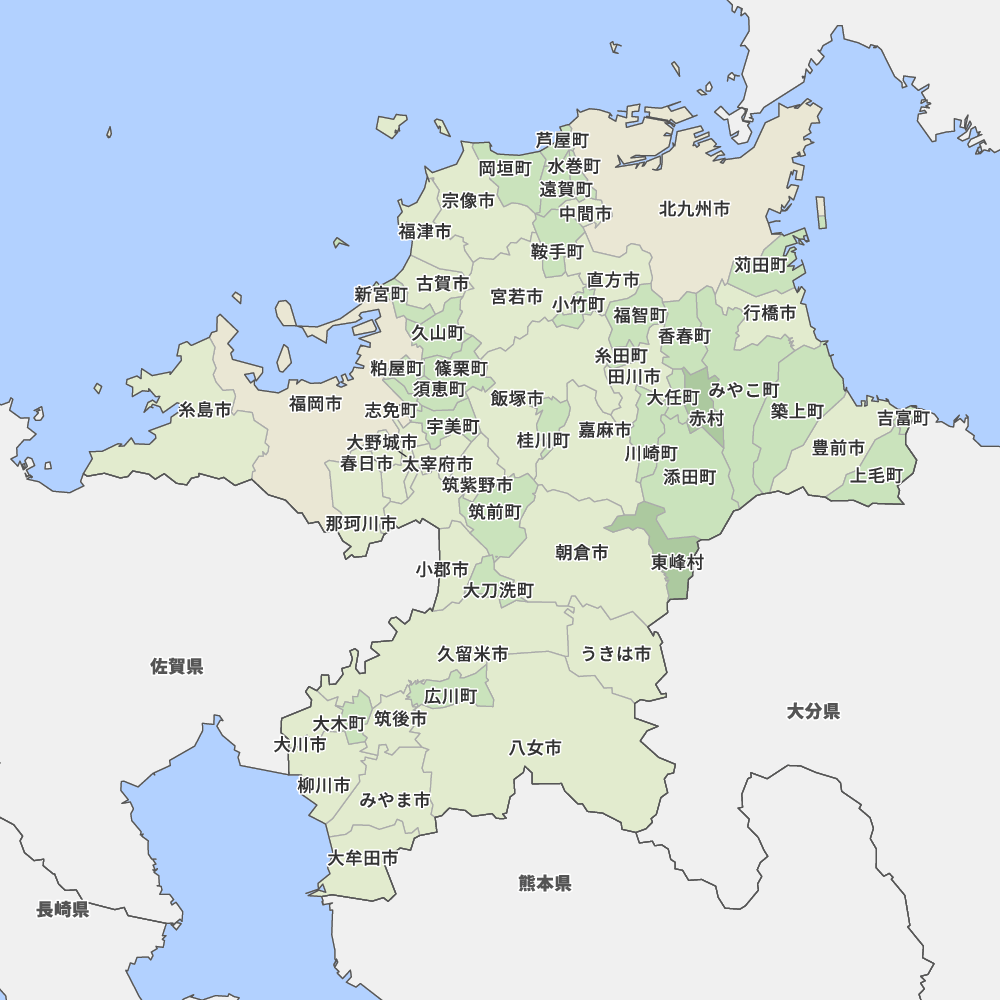 芦屋町
岡垣町
水巻町
遠賀町
宗像市
中間市
北九州市
福津市
鞍手町
苅田町
直方市
古賀市
新宮町
宮若市
小竹町
福智町
行橋市
久山町
香春町
糸田町
粕屋町
篠栗町
田川市
須恵町
みやこ町
大任町
飯塚市
福岡市
糸島市
志免町
築上町
赤村
吉富町
宇美町
嘉麻市
桂川町
大野城市
豊前市
川崎町
春日市
太宰府市
上毛町
添田町
筑紫野市
筑前町
那珂川市
朝倉市
東峰村
小郡市
大刀洗町
久留米市
うきは市
佐賀県
広川町
大分県
筑後市
大木町
大川市
八女市
柳川市
みやま市
大牟田市
熊本県
長崎県